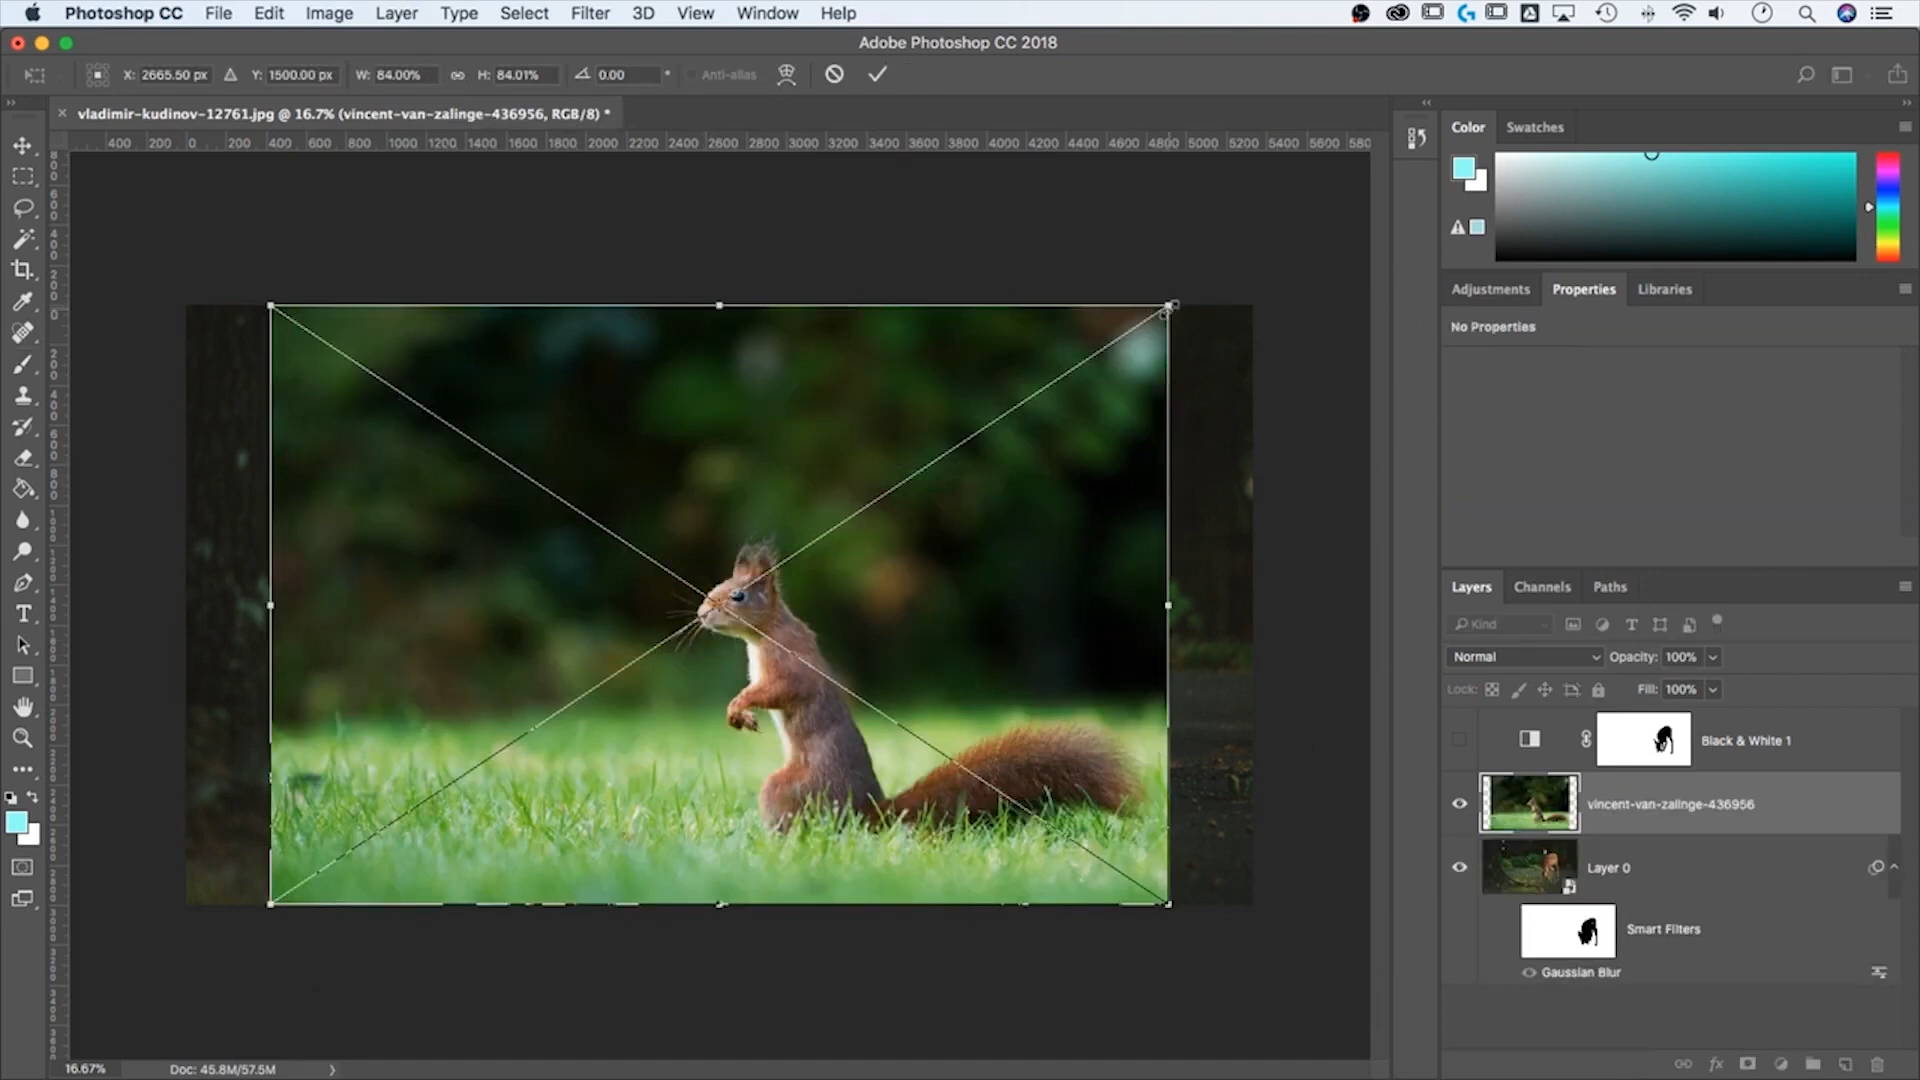 Photoshop CC File Edit Image Layer Type Select Filter 3D View Window Help
Adobe Photoshop CC 2018
X: 2665.50 px Y: 1500.00 px W: 84.00% H: 84.01% 0.00 ° Anti-alias
vladimir-kudinov-12761.jpg @ 16.7% (vincent-van-zalinge-436956, RGB/8) *
400 200 0 200 400 600 800 1000 1200 1400 1600 1800 2000 2200 2400 2600 2800 3000 3200 3400 3600 3800 4000 4200 4400 4600 4800 5000 5200 5400 5600 580
Color Swatches
Adjustments Properties Libraries
No Properties
Layers Channels Paths
Kind
Normal Opacity: 100%
Lock: Fill: 100%
Black & White 1
vincent-van-zalinge-436956
Layer 0
Smart Filters
Gaussian Blur
16.67% Doc: 45.8M/57.5M